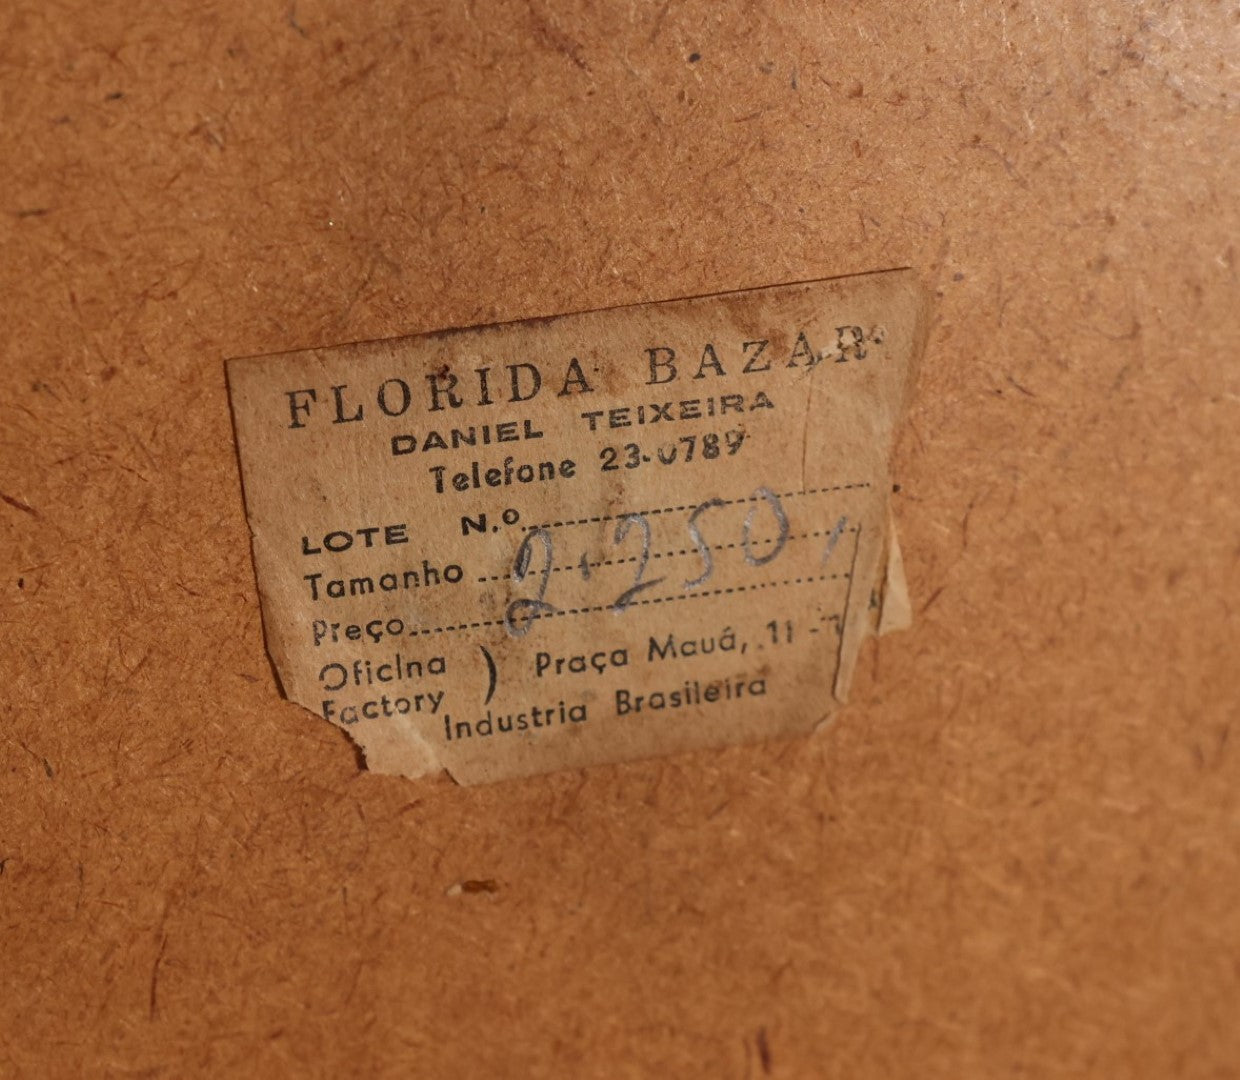 FLORIDA BAZAR
DANIEL TEIXEIRA
Telefone 23-0789
LOTE N.º
Tamanho
2.250,
Preço
Oficina ) Praça Mauá, 11 -
Factory
Industria Brasileira